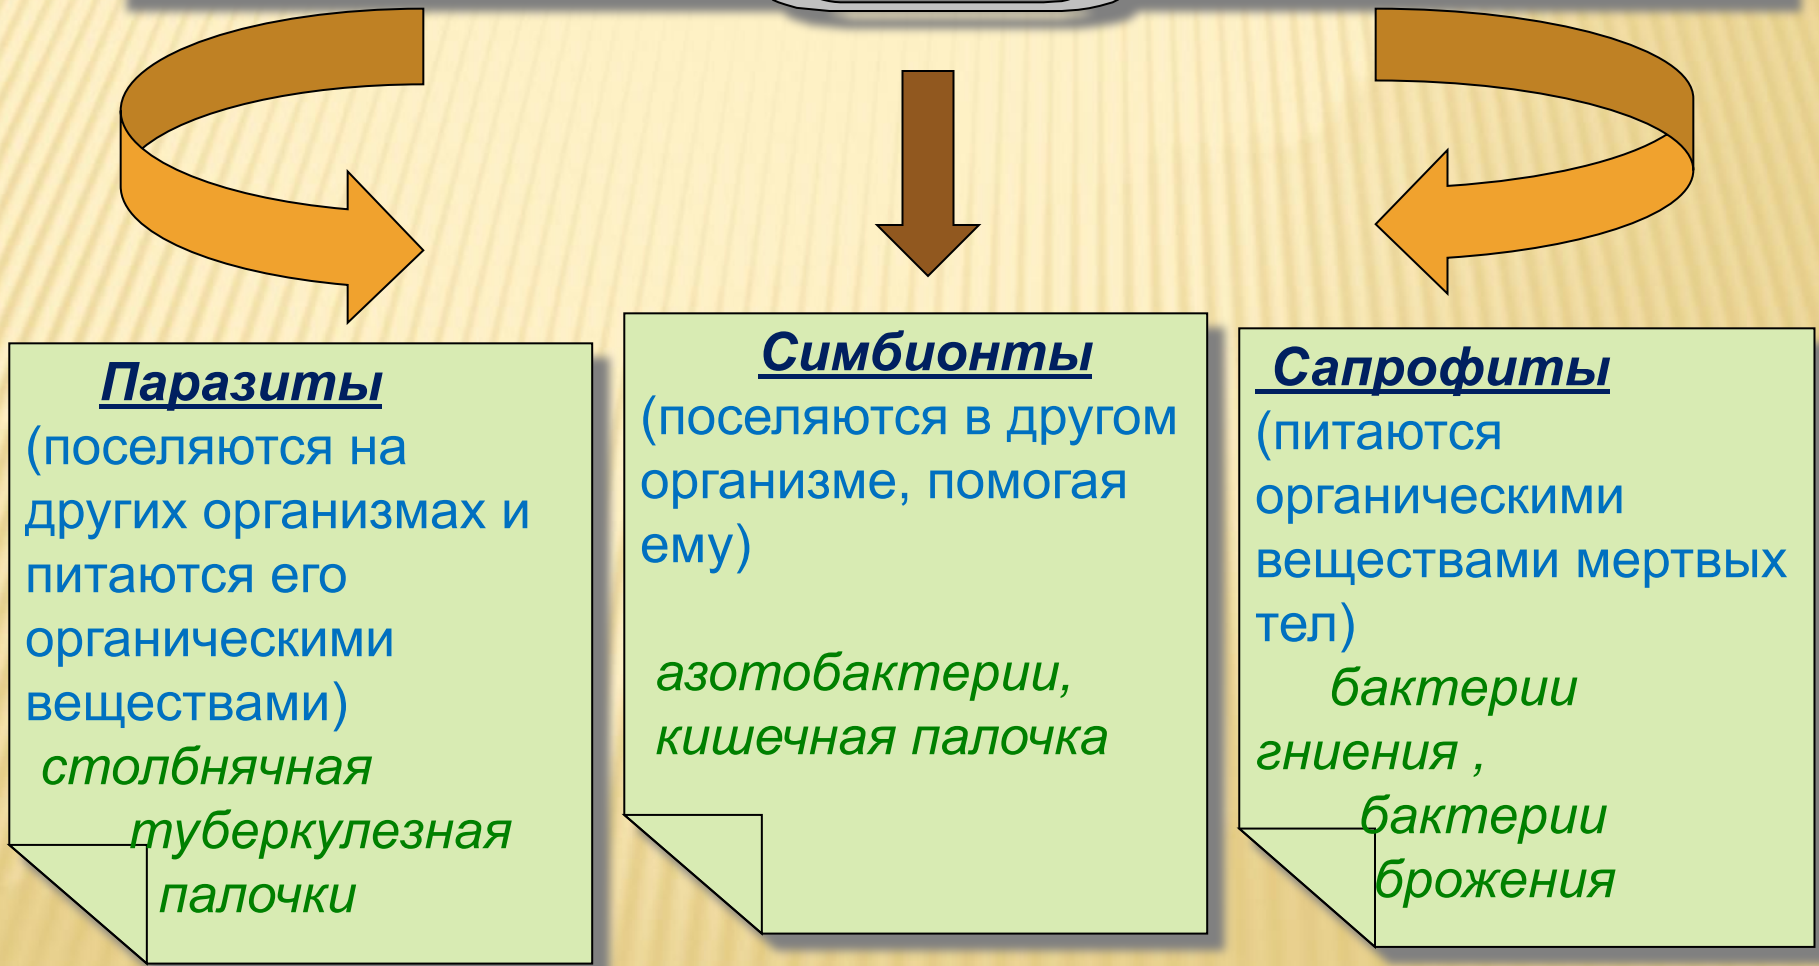 Паразиты
(поселяются на
других организмах и
питаются его
органическими
веществами)
столбнячная
туберкулезная
палочки
Симбионты
(поселяются в другом
организме, помогая
ему)
азотобактерии,
кишечная палочка
Сапрофиты
(питаются
органическими
веществами мертвых
тел)
бактерии
гниения ,
бактерии
брожения